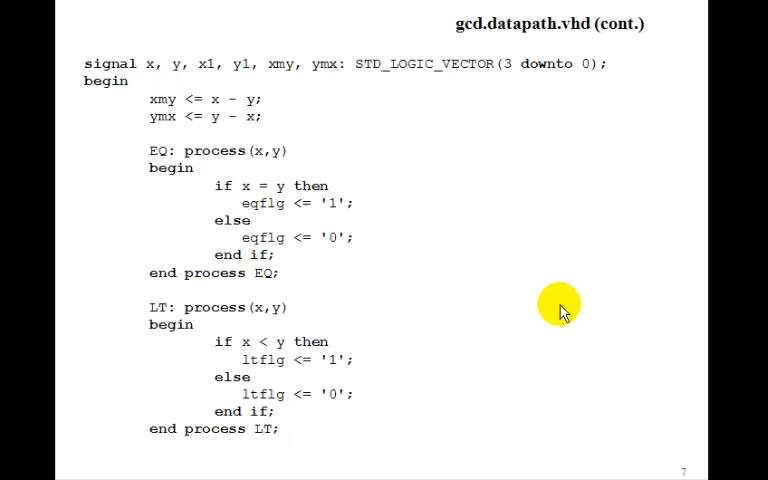 gcd.datapath.vhd (cont.)
signal x, y, x1, y1, xmy, ymx: STD_LOGIC_VECTOR(3 downto 0);
begin
xmy <= x - y;
ymx <= y - x;
EQ: process(x,y)
begin
if x = y then
eqflg <= '1';
else
eqflg <= '0';
end if;
end process EQ;
LT: process(x,y)
begin
if x < y then
ltflg <= '1';
else
ltflg <= '0';
end if;
end process LT;
7